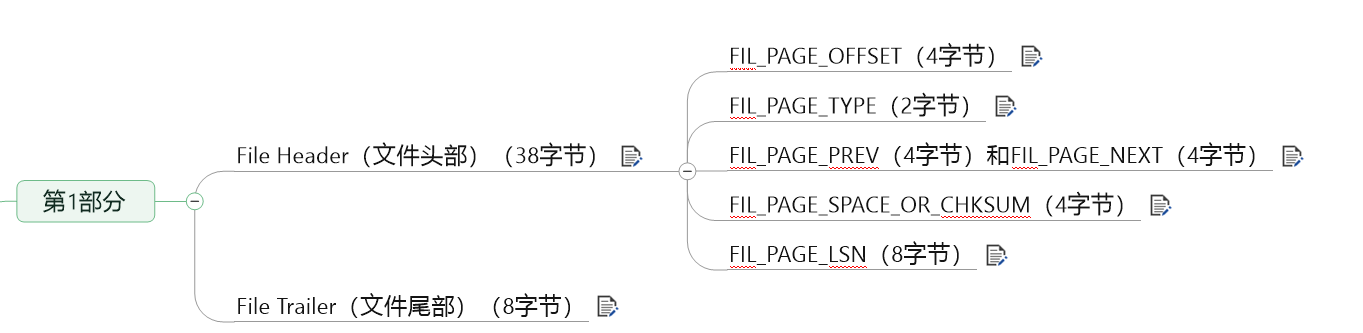 第1部分
File Header（文件头部）（38字节）
FIL_PAGE_OFFSET（4字节）
FIL_PAGE_TYPE（2字节）
FIL_PAGE_PREV（4字节）和FIL_PAGE_NEXT（4字节）
FIL_PAGE_SPACE_OR_CHKSUM（4字节）
FIL_PAGE_LSN（8字节）
File Trailer（文件尾部）（8字节）